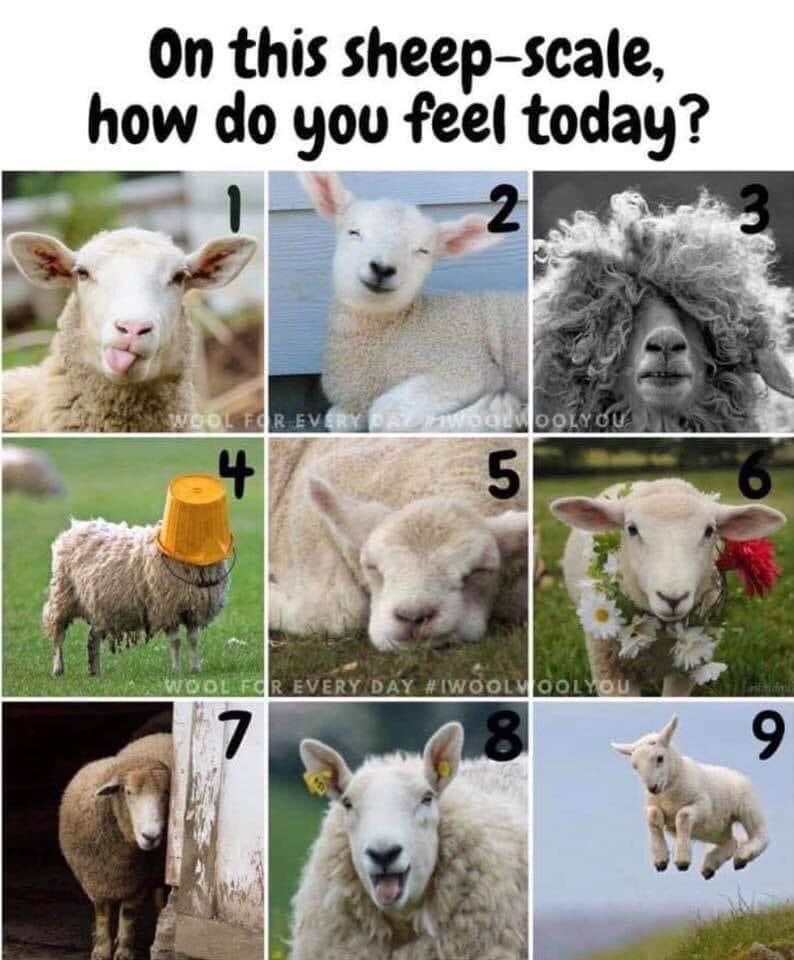 On this sheep-scale,
how do you feel today?
1
2
3
WOOL FOR EVERY DAY #IWOOLWOOLYOU
4
5
6
WOOL FOR EVERY DAY #IWOOLWOOLYOU
7
8
9